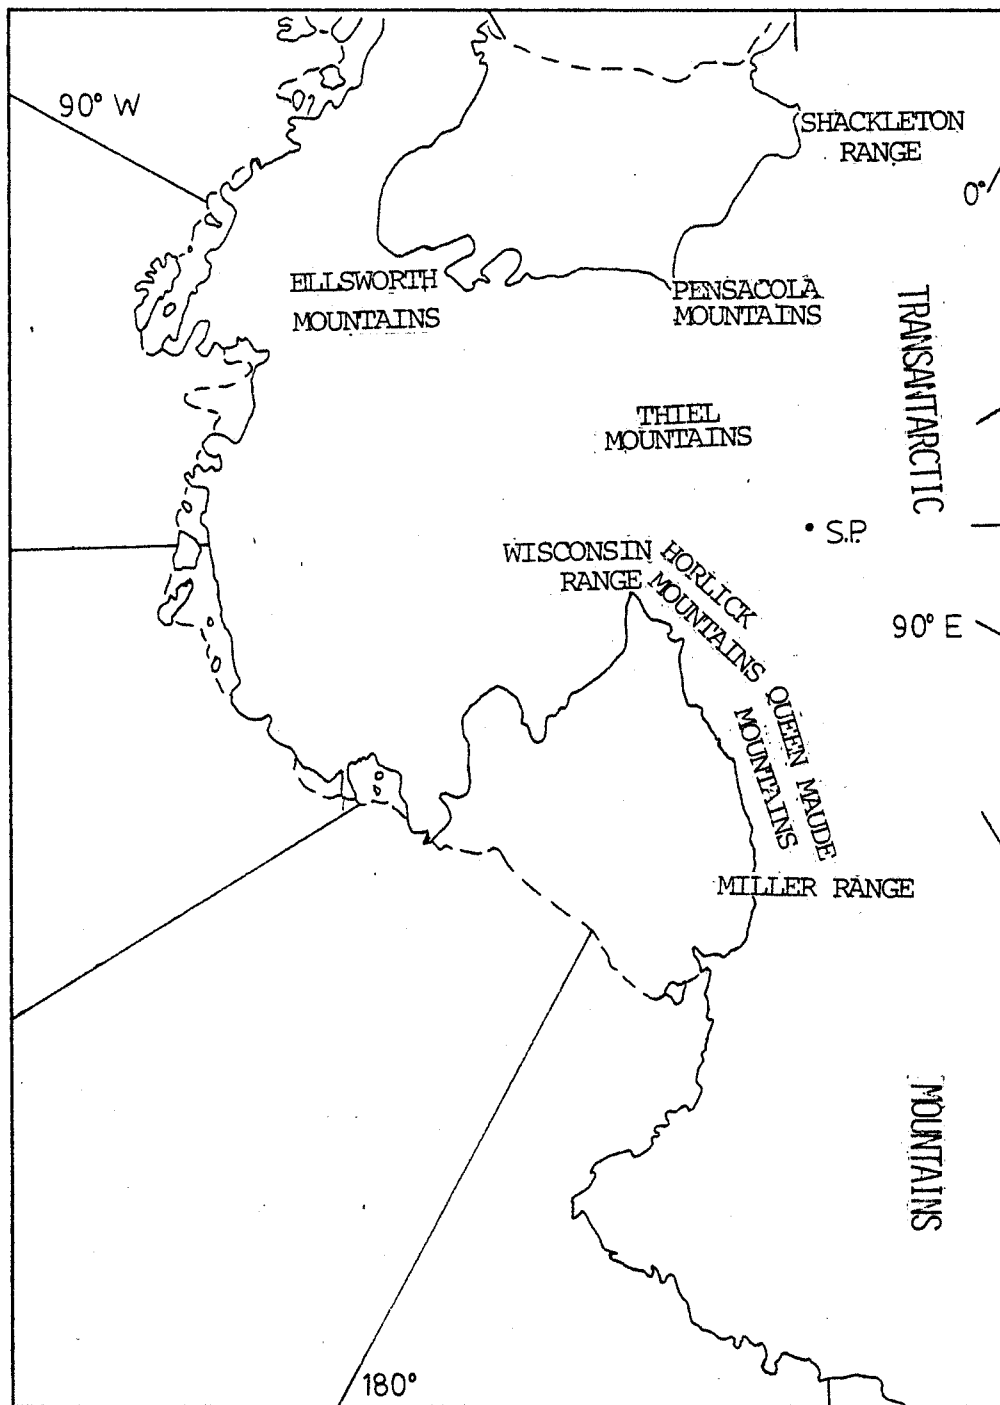 90° W
SHACKLETON
RANGE
0°
ELLSWORTH
MOUNTAINS
PENSACOLA
MOUNTAINS
TRANSANTARCTIC
THIEL
MOUNTAINS
S.P.
WISCONSIN
RANGE
HORLICK
MOUNTAINS
90° E
QUEEN MAUDE
MOUNTAINS
MILLER RANGE
MOUNTAINS
180°